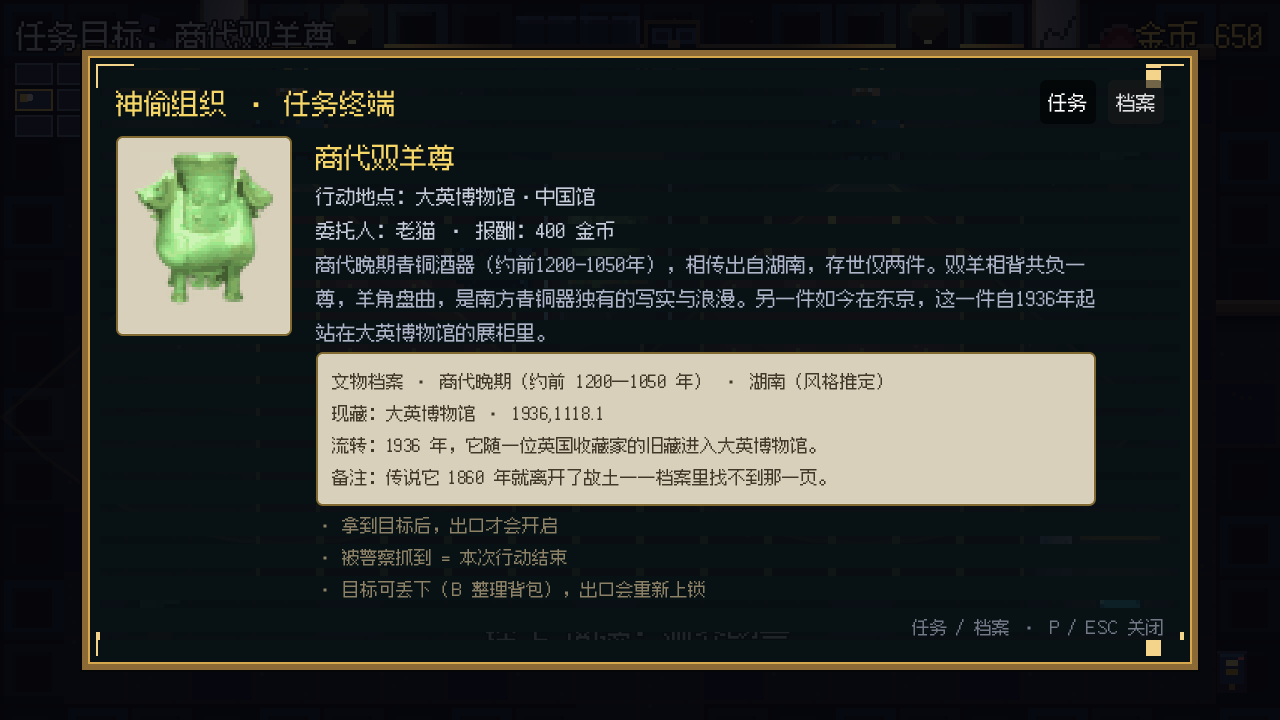 任务目标: 商代双羊尊
金币 650
神偷组织 · 任务终端
任务
档案
商代双羊尊
行动地点: 大英博物馆·中国馆
委托人: 老猫 · 报酬: 400 金币
商代晚期青铜酒器（约前1200-1050年），相传出自湖南，存世仅两件。双羊相背共负一
尊，羊角盘曲，是南方青铜器独有的写实与浪漫。另一件如今在东京，这一件自1936年起
站在大英博物馆的展柜里。
文物档案 · 商代晚期（约前 1200—1050 年） · 湖南（风格推定）
现藏: 大英博物馆 · 1936,1118.1
流转: 1936 年，它随一位英国收藏家的旧藏进入大英博物馆。
备注: 传说它 1860 年就离开了故土——档案里找不到那一页。
· 拿到目标后，出口才会开启
· 被警察抓到 = 本次行动结束
· 目标可丢下（B 整理背包），出口会重新上锁
任务 / 档案 · P / ESC 关闭